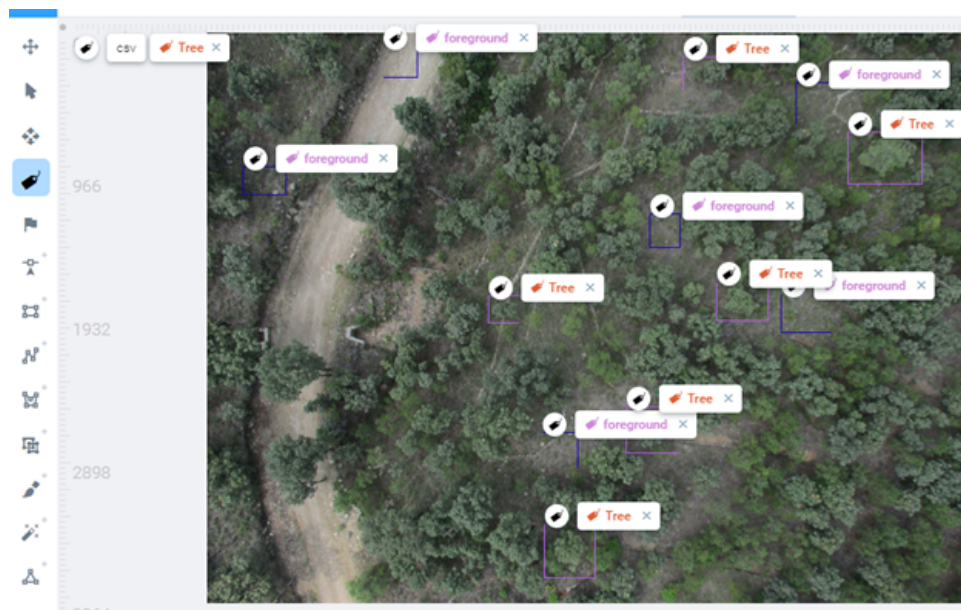 csv Tree ×
foreground ×
Tree ×
foreground ×
Tree ×
foreground ×
966
foreground ×
Tree ×
foreground ×
Tree ×
1932
Tree ×
foreground ×
2898
Tree ×